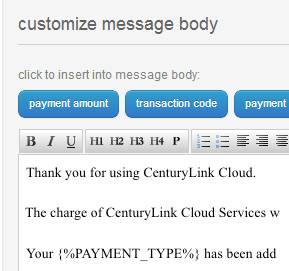 customize message body
click to insert into message body:
payment amount transaction code payment
B I U H1 H2 H3 H4 P
Thank you for using CenturyLink Cloud.
The charge of CenturyLink Cloud Services w
Your {%PAYMENT_TYPE%} has been add